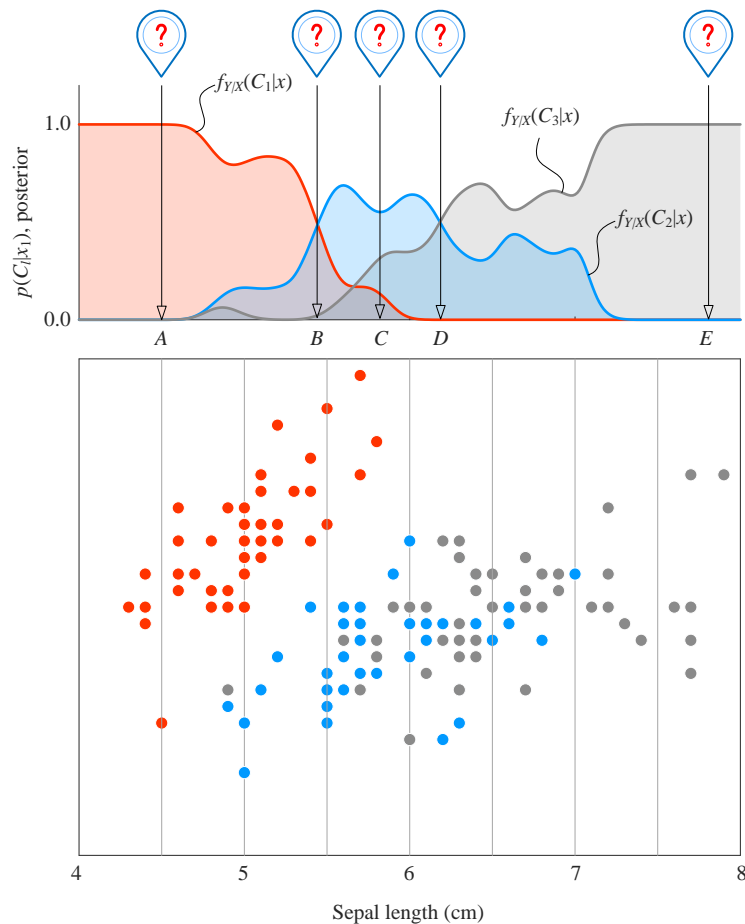 ? ? ? ? ?
f_{Y/X}(C_1|x)
f_{Y/X}(C_3|x)
1.0
f_{Y/X}(C_2|x)
p(C_l|x_1), posterior
0.0
A B C D E
4 5 6 7 8
Sepal length (cm)